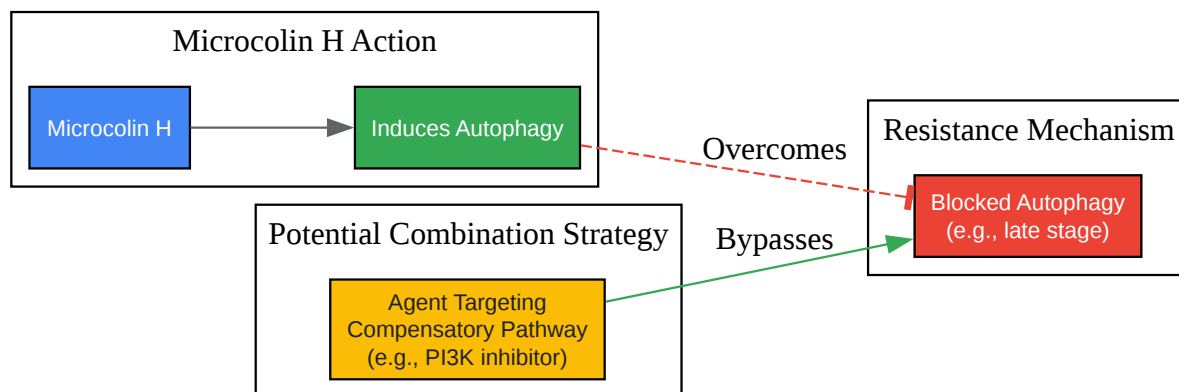 Microcolin H Action
Microcolin H
Induces Autophagy
Overcomes
Resistance Mechanism
Blocked Autophagy
(e.g., late stage)
Potential Combination Strategy
Bypasses
Agent Targeting
Compensatory Pathway
(e.g., PI3K inhibitor)